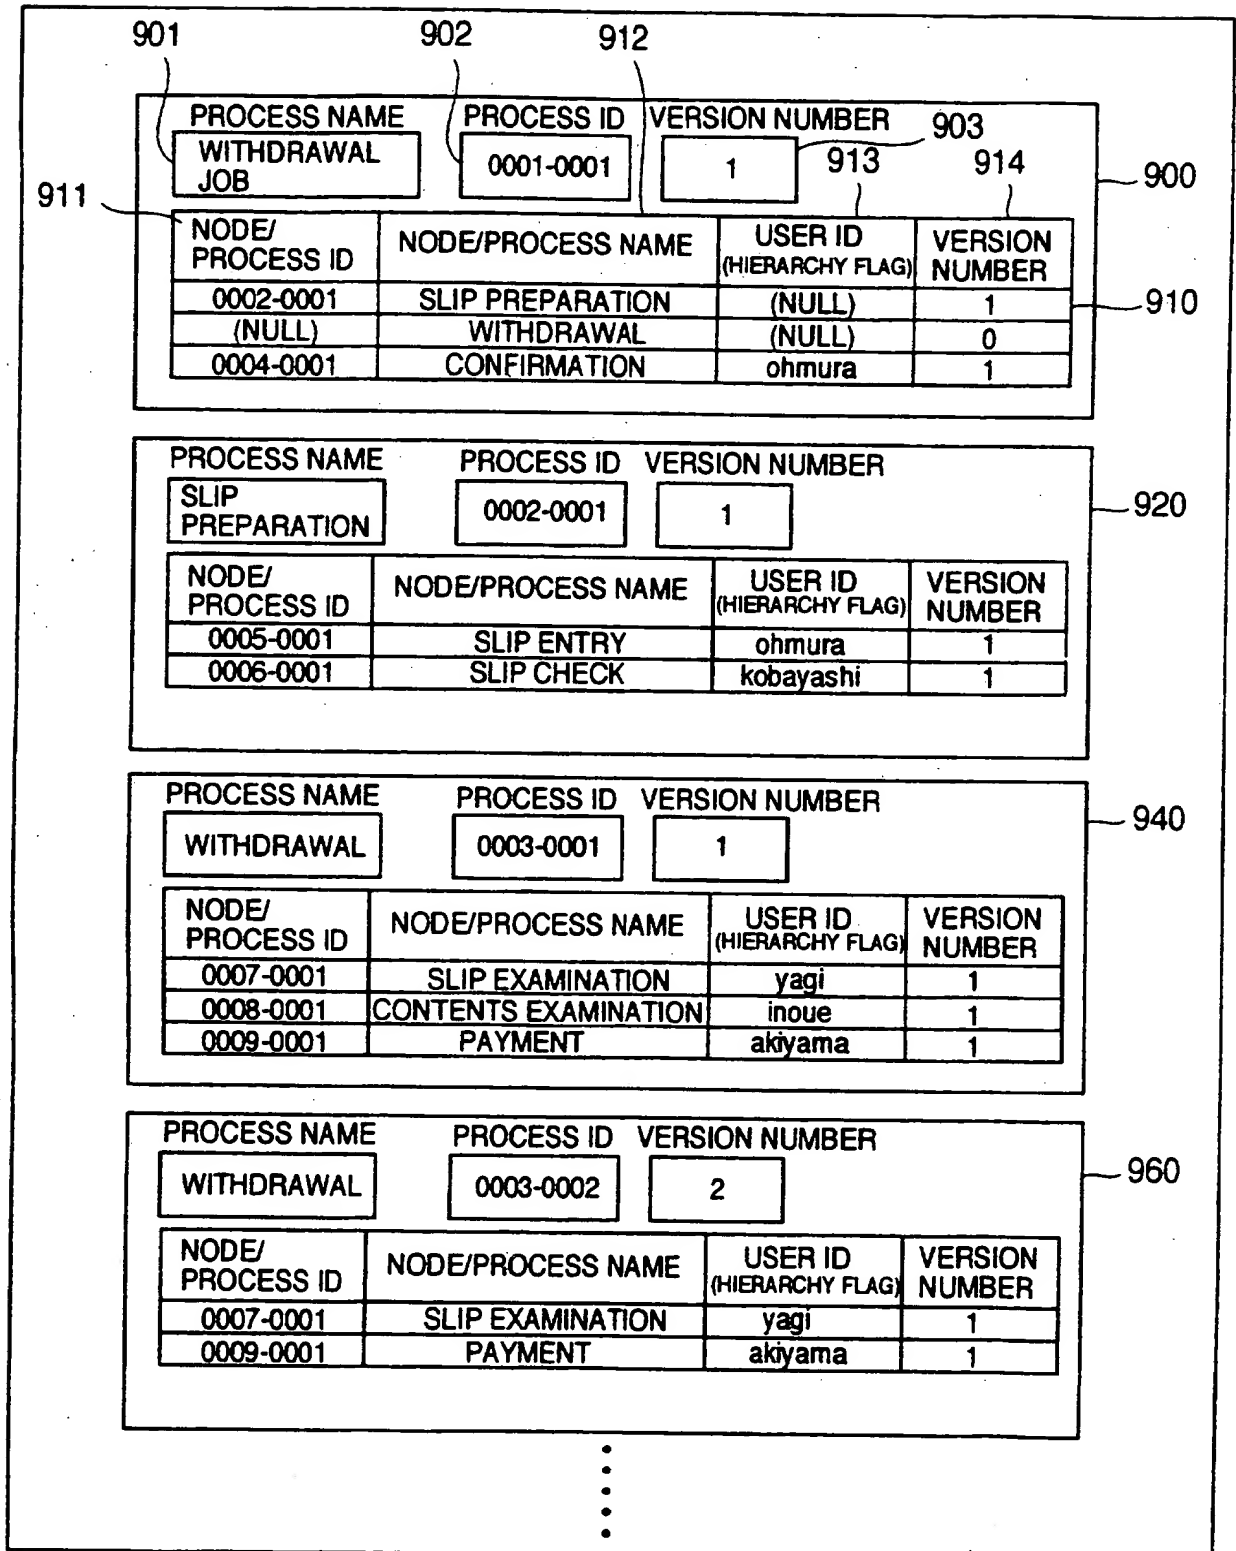 901 902 912
PROCESS NAME PROCESS ID VERSION NUMBER 903
WITHDRAWAL JOB 0001-0001 1 913 914 900
911
NODE/PROCESS ID NODE/PROCESS NAME USER ID (HIERARCHY FLAG) VERSION NUMBER
0002-0001 SLIP PREPARATION (NULL) 1 910
(NULL) WITHDRAWAL (NULL) 0
0004-0001 CONFIRMATION ohmura 1
PROCESS NAME PROCESS ID VERSION NUMBER
SLIP PREPARATION 0002-0001 1 920
NODE/PROCESS ID NODE/PROCESS NAME USER ID (HIERARCHY FLAG) VERSION NUMBER
0005-0001 SLIP ENTRY ohmura 1
0006-0001 SLIP CHECK kobayashi 1
PROCESS NAME PROCESS ID VERSION NUMBER 940
WITHDRAWAL 0003-0001 1
NODE/PROCESS ID NODE/PROCESS NAME USER ID (HIERARCHY FLAG) VERSION NUMBER
0007-0001 SLIP EXAMINATION yagi 1
0008-0001 CONTENTS EXAMINATION inoue 1
0009-0001 PAYMENT akiyama 1
PROCESS NAME PROCESS ID VERSION NUMBER
WITHDRAWAL 0003-0002 2 960
NODE/PROCESS ID NODE/PROCESS NAME USER ID (HIERARCHY FLAG) VERSION NUMBER
0007-0001 SLIP EXAMINATION yagi 1
0009-0001 PAYMENT akiyama 1